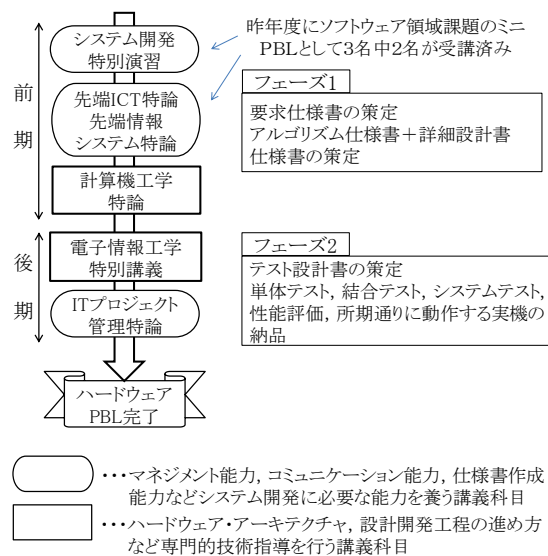 システム開発
特別演習
昨年度にソフトウェア領域課題のミニ
PBLとして3名中2名が受講済み
前
期
先端ICT特論
先端情報
システム特論
計算機工学
特論
フェーズ1
要求仕様書の策定
アルゴリズム仕様書＋詳細設計書
仕様書の策定
後
期
電子情報工学
特別講義
ITプロジェクト
管理特論
フェーズ2
テスト設計書の策定
単体テスト, 結合テスト, システムテスト,
性能評価, 所期通りに動作する実機の
納品
ハードウェア
PBL完了
･･･マネジメント能力, コミュニケーション能力, 仕様書作成
能力などシステム開発に必要な能力を養う講義科目
･･･ハードウェア・アーキテクチャ, 設計開発工程の進め方
など専門的技術指導を行う講義科目